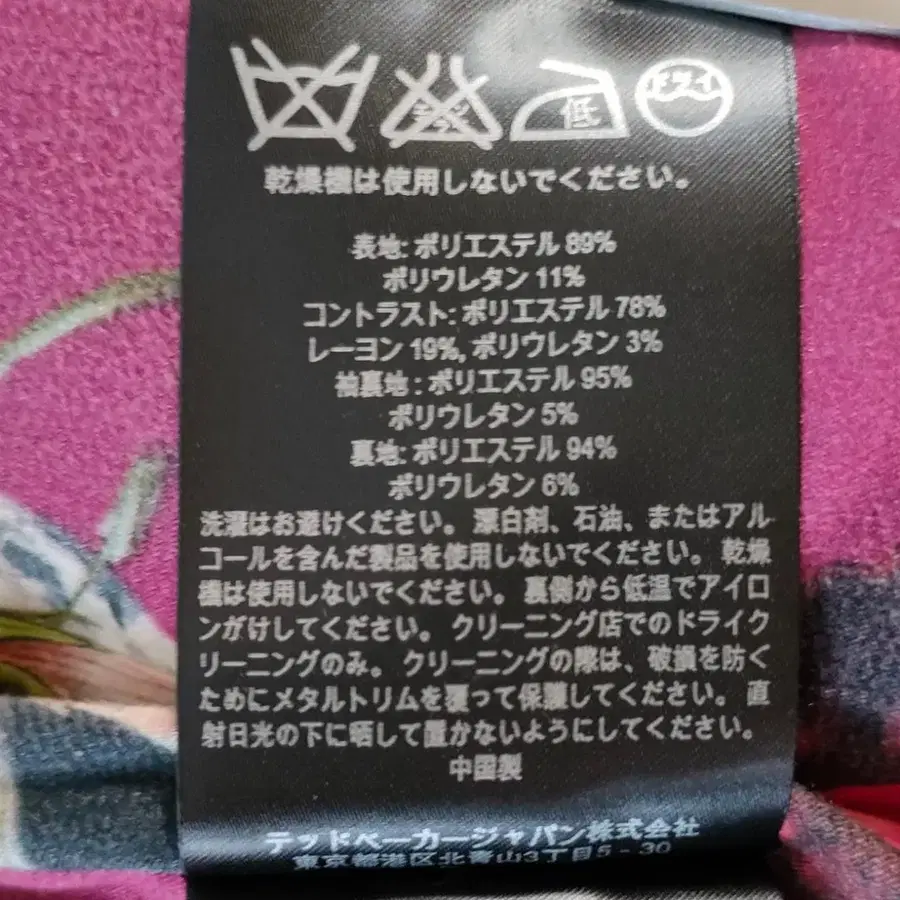 エンソ
サラシ
低
ドライ
乾燥機は使用しないでください。
表地: ポリエステル 89%
ポリウレタン 11%
コントラスト: ポリエステル 78%
レーヨン 19%, ポリウレタン 3%
袖裏地 : ポリエステル 95%
ポリウレタン 5%
裏地: ポリエステル 94%
ポリウレタン 6%
洗濯はお避けください。 漂白剤、石油、またはアル
コールを含んだ製品を使用しないでください。 乾燥
機は使用しないでください。裏側から低温でアイロ
ンがけしてください。 クリーニング店でのドライク
リーニングのみ。 クリーニングの際は、破損を防ぐ
ためにメタルトリムを覆って保護してください。 直
射日光の下に晒して置かないようにしてください。
中国製
テッドベーカージャパン株式会社
東京都港区北青山3丁目5 - 30